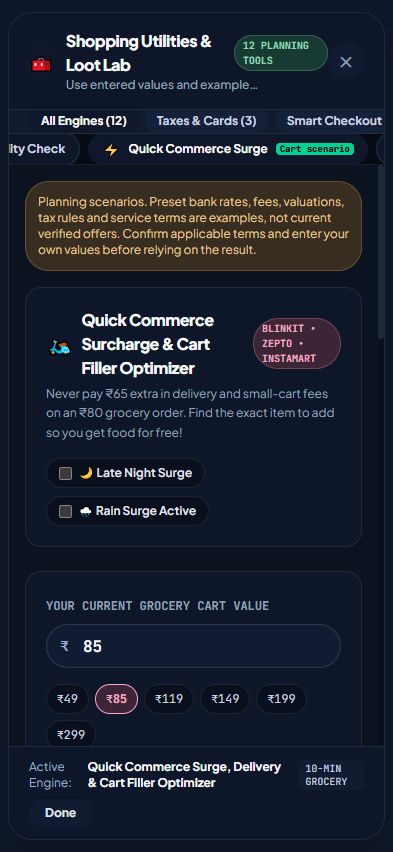 Shopping Utilities &
Loot Lab
12 PLANNING
TOOLS
Use entered values and example…
All Engines (12)
Taxes & Cards (3)
Smart Checkout
lity Check
Quick Commerce Surge
Cart scenario
Planning scenarios. Preset bank rates, fees, valuations,
tax rules and service terms are examples, not current
verified offers. Confirm applicable terms and enter your
own values before relying on the result.
Quick Commerce
Surcharge & Cart
Filler Optimizer
BLINKIT •
ZEPTO •
INSTAMART
Never pay ₹65 extra in delivery and small-cart fees
on an ₹80 grocery order. Find the exact item to add
so you get food for free!
Late Night Surge
Rain Surge Active
YOUR CURRENT GROCERY CART VALUE
₹ 85
₹49
₹85
₹119
₹149
₹199
₹299
Active
Engine:
Quick Commerce Surge, Delivery
& Cart Filler Optimizer
10-MIN
GROCERY
Done